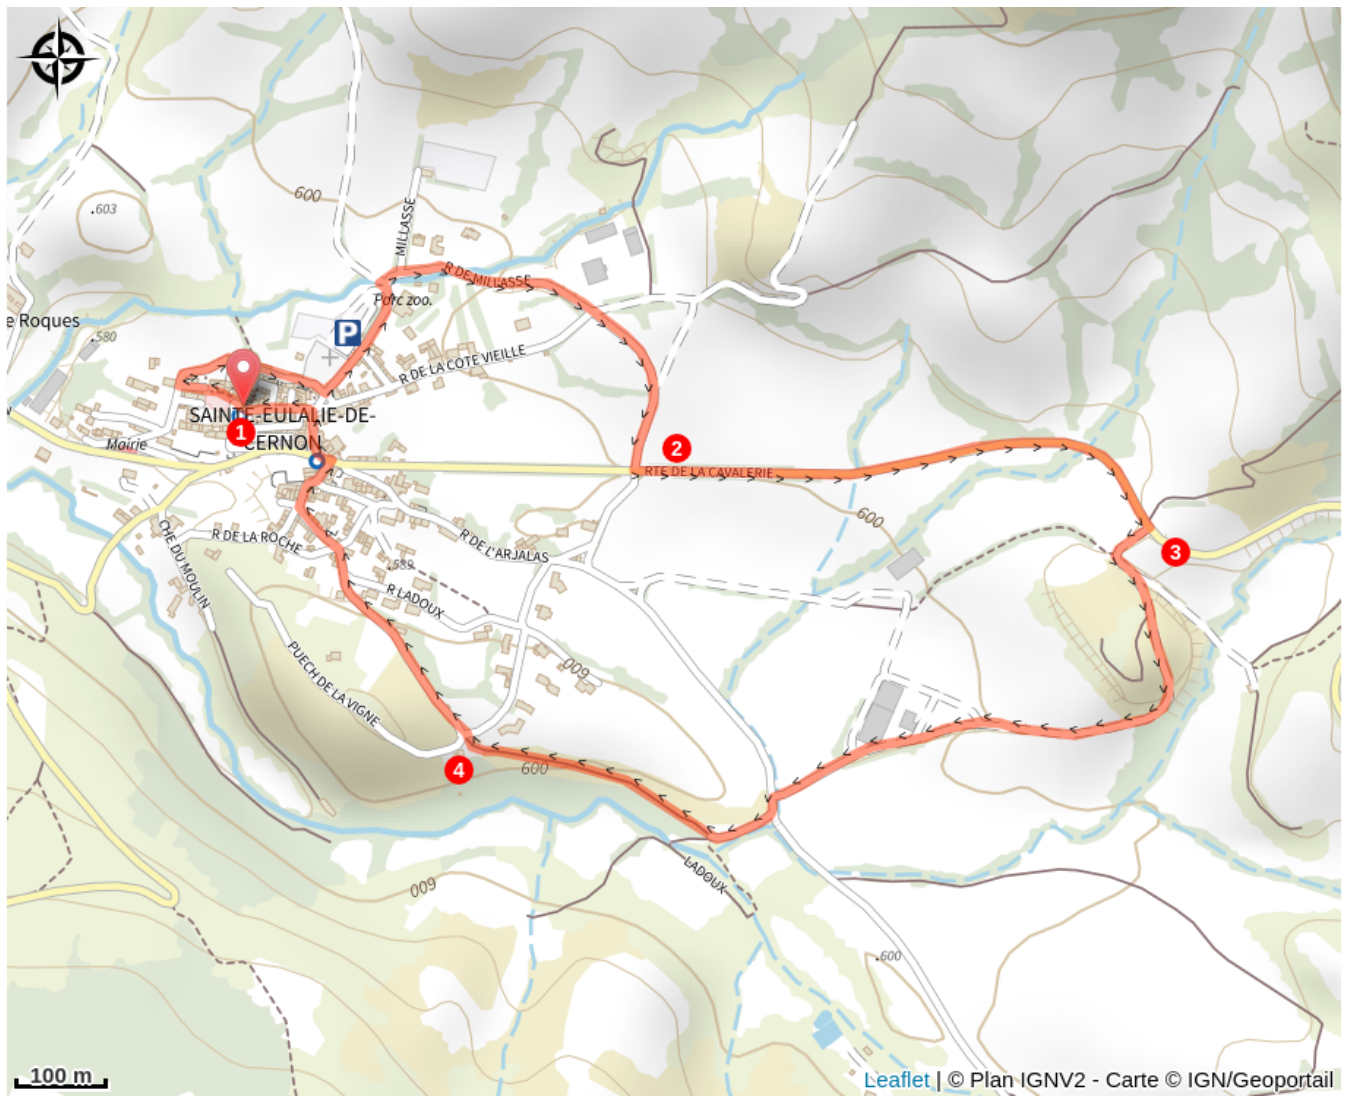 600
.603
MILLASSE
R DE MILLASSE
Parc zoo.
e Roques
P
.580
R DE LA COTE VIEILLE
SAINTE-EULALIE-DE-
CERNON
1
Mairie
2
RTE DE LA CAVALERIE
600
R DE LA ROCHE
R DE L'ARJALAS
3
.589
CHE DU MOULIN
R LADOUX
PUECH DE LA VIGNE
600
4
600
LADOUX
600
.600
100 m
Leaflet | © Plan IGNV2 - Carte © IGN/Geoportail